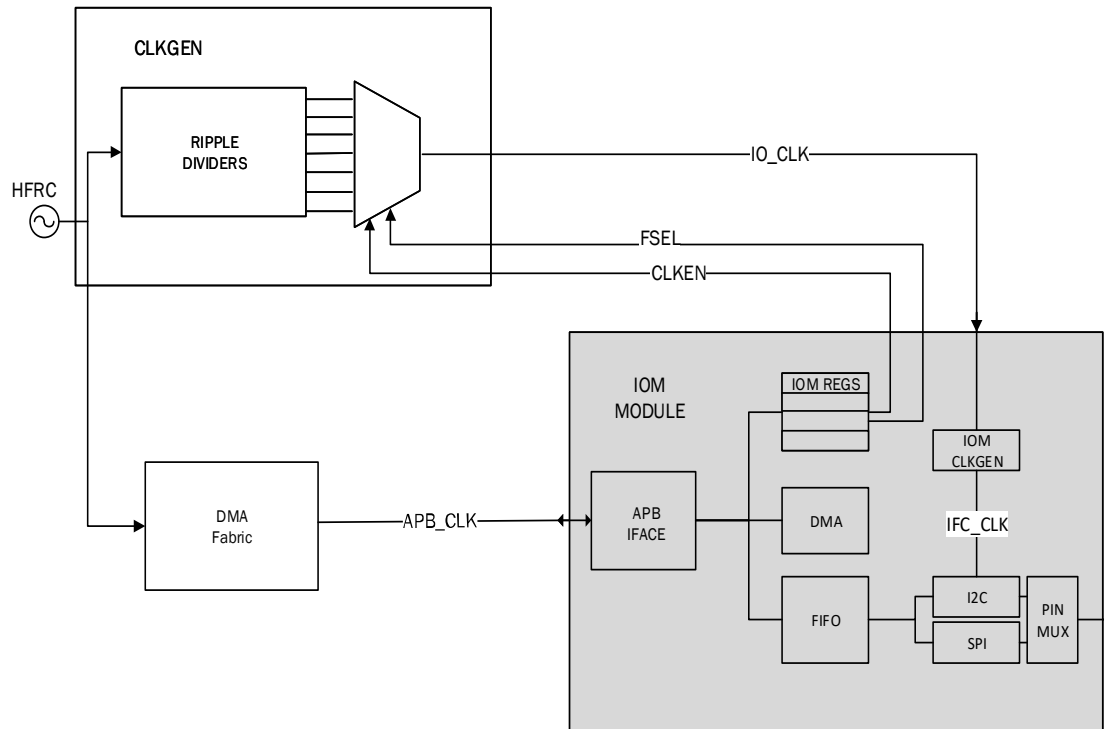 CLKGEN
RIPPLE
DIVIDERS
HFRC
IO_CLK
FSEL
CLKEN
IOM
MODULE
IOM REGS
IOM
CLKGEN
DMA
Fabric
APB_CLK
APB
IFACE
DMA
IFC_CLK
FIFO
I2C
SPI
PIN
MUX